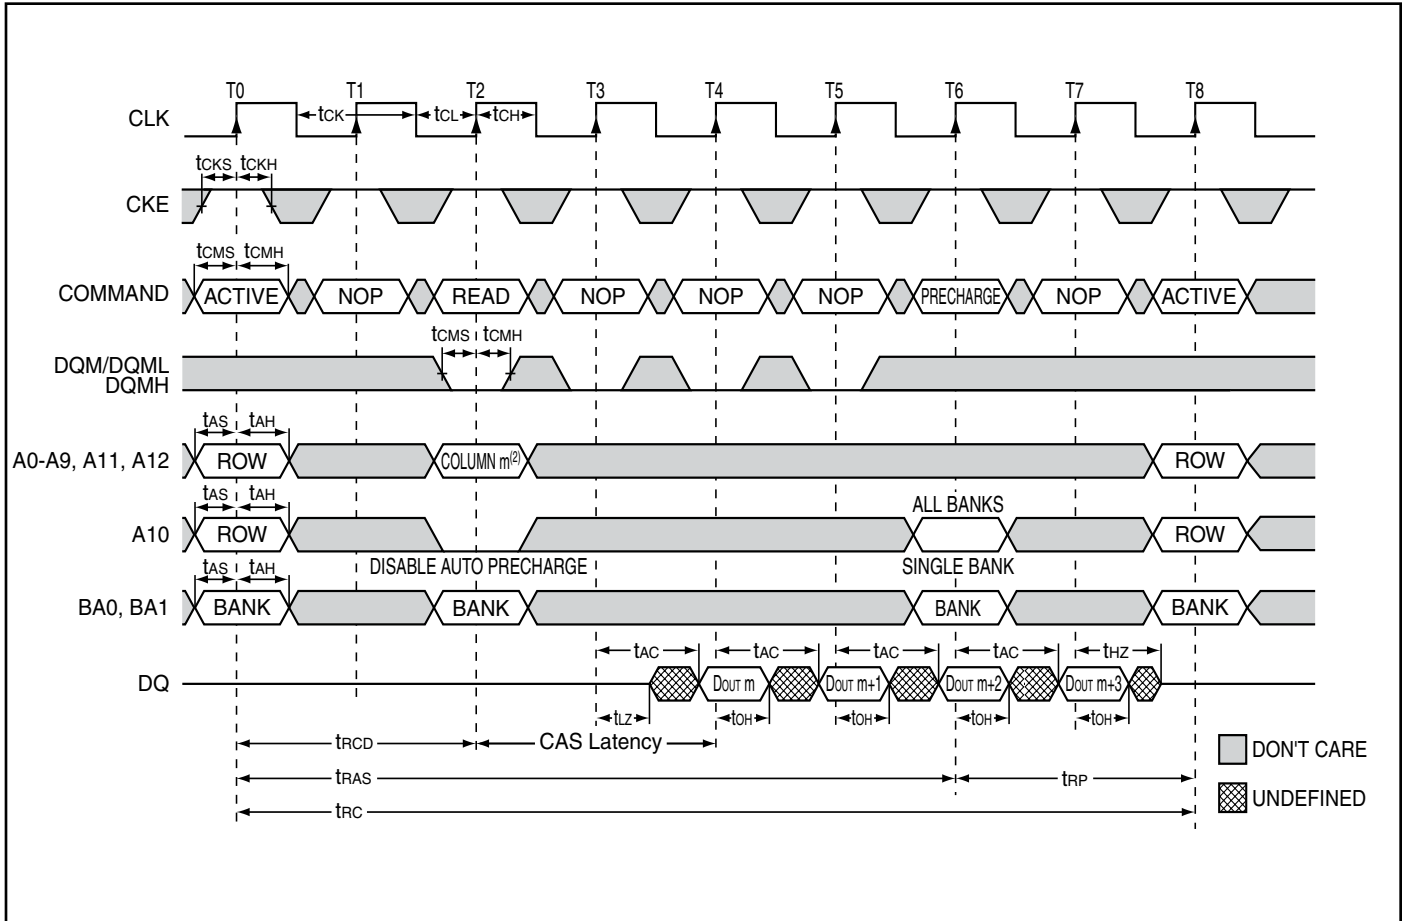 T0 T1 T2 T3 T4 T5 T6 T7 T8
CLK tCK tCL tCH
tCKS tCKH
CKE
tCMS tCMH
COMMAND ACTIVE NOP READ NOP NOP NOP PRECHARGE NOP ACTIVE
tCMS tCMH
DQM/DQML
DQMH
tAS tAH
A0-A9, A11, A12 ROW COLUMN m(2) ROW
tAS tAH ALL BANKS
A10 ROW ROW
DISABLE AUTO PRECHARGE SINGLE BANK
tAS tAH
BA0, BA1 BANK BANK BANK BANK
tAC tAC tAC tAC tHZ
DQ DOUT m DOUT m+1 DOUT m+2 DOUT m+3
tLZ tOH tOH tOH tOH
tRCD CAS Latency
DON'T CARE
tRAS tRP
UNDEFINED
tRC